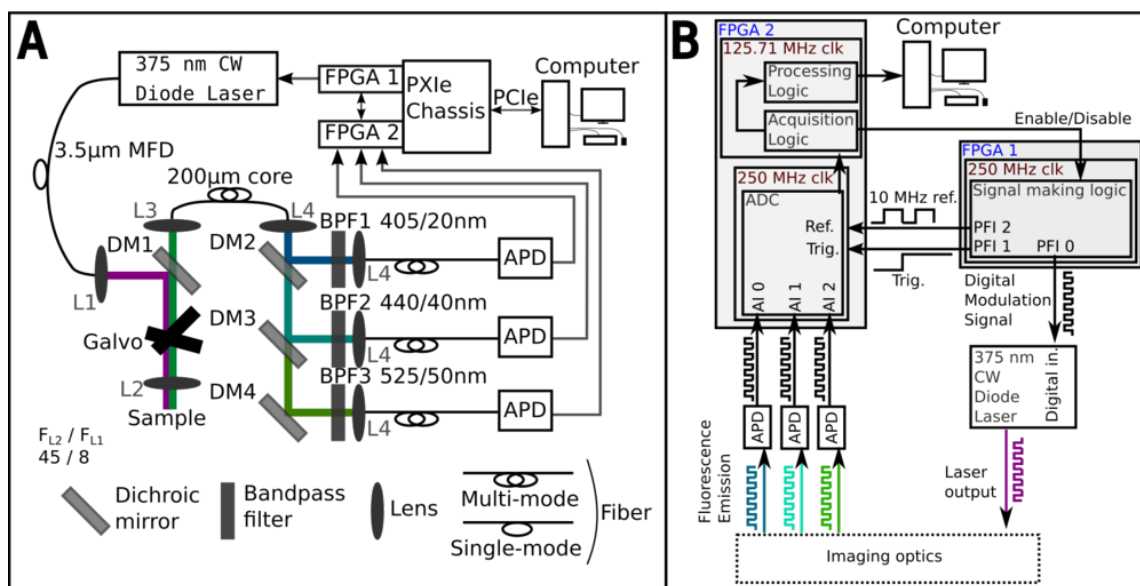 A
375 nm CW
Diode Laser
FPGA 1
FPGA 2
PXIe
Chassis
PCIe
Computer
3.5μm MFD
200μm core
L3
L4
DM1
DM2
BPF1 405/20nm
L4
APD
L1
Galvo
DM3
BPF2 440/40nm
L4
APD
L2
Sample
DM4
BPF3 525/50nm
L4
APD
F_L2 / F_L1
45 / 8
Dichroic
mirror
Bandpass
filter
Lens
Multi-mode
Single-mode
Fiber
B
FPGA 2
125.71 MHz clk
Processing
Logic
Acquisition
Logic
Computer
Enable/Disable
FPGA 1
250 MHz clk
Signal making logic
PFI 2
PFI 1
PFI 0
10 MHz ref.
Trig.
250 MHz clk
ADC
Ref.
Trig.
AI 0
AI 1
AI 2
Digital
Modulation
Signal
375 nm
CW
Diode
Laser
Digital in.
APD
APD
APD
Fluorescence
Emission
Laser
output
Imaging optics